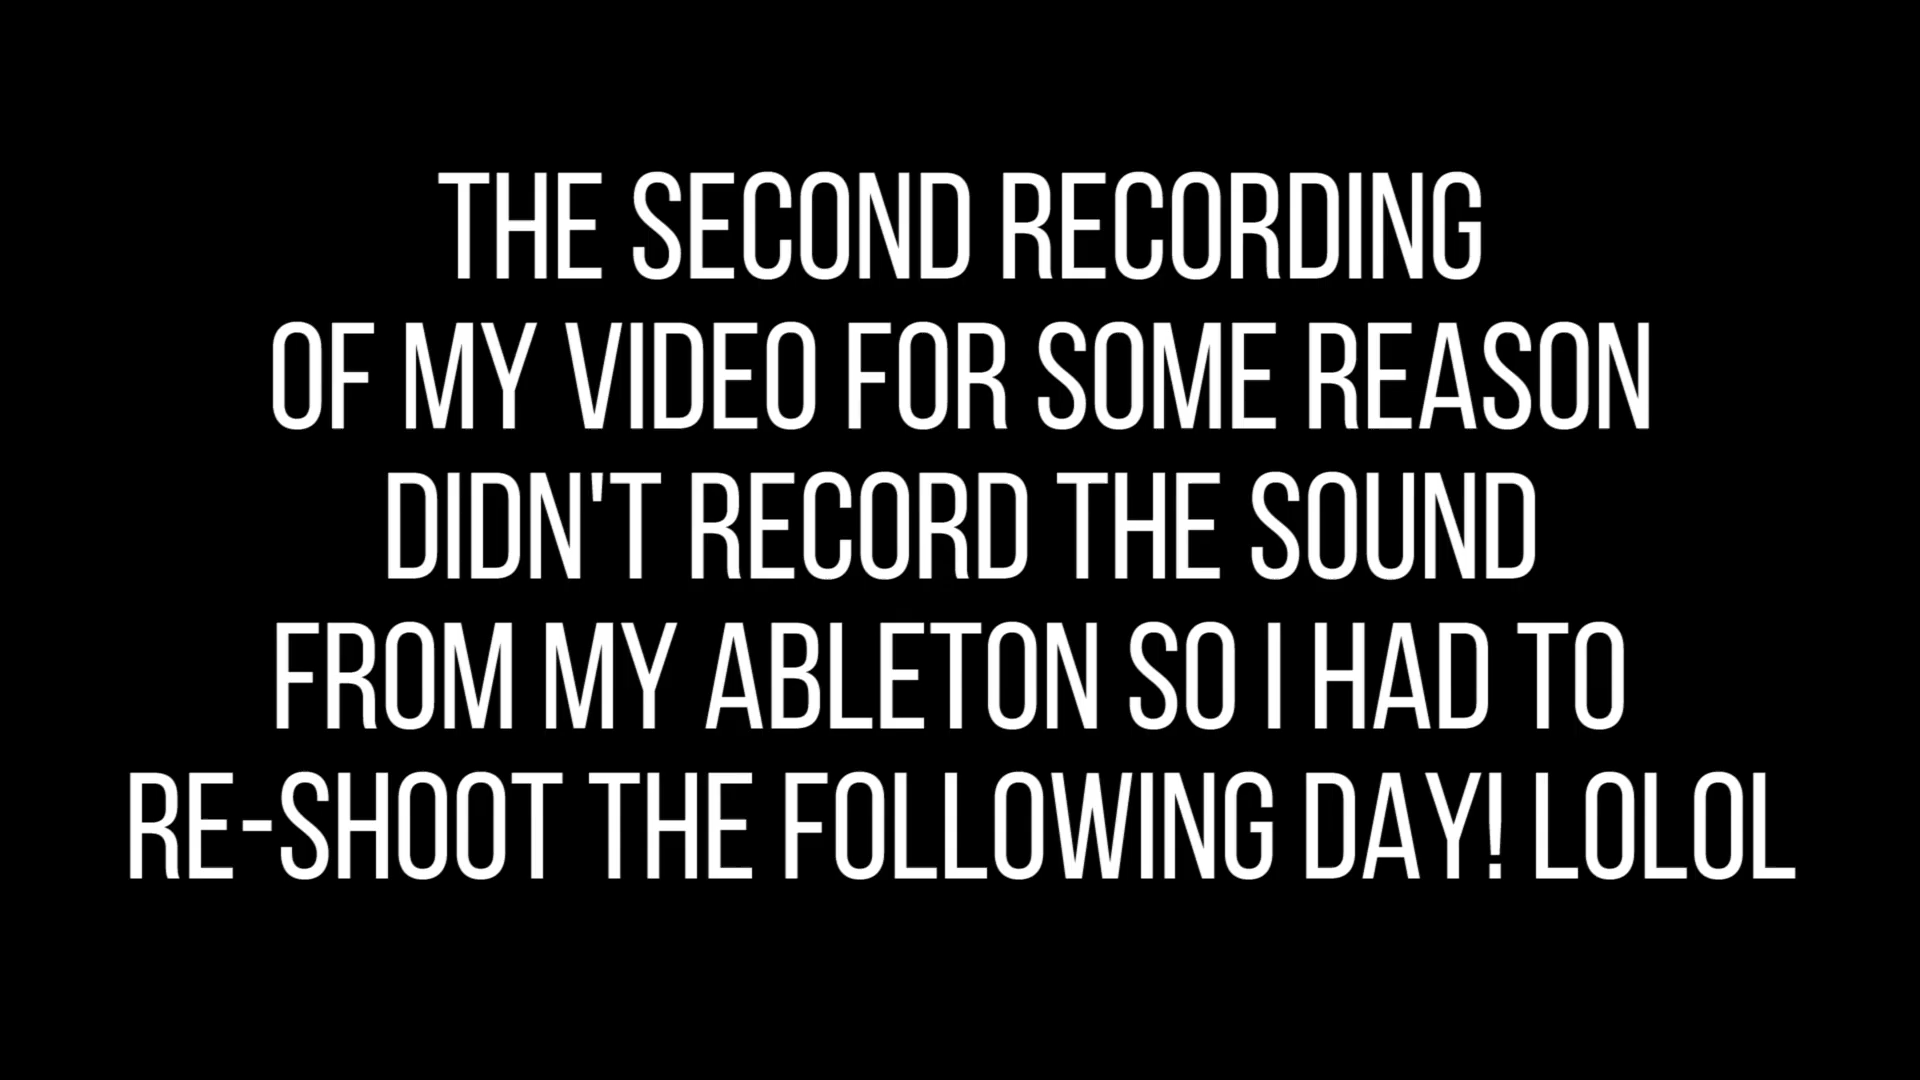 THE SECOND RECORDING
OF MY VIDEO FOR SOME REASON
DIDN'T RECORD THE SOUND
FROM MY ABLETON SO I HAD TO
RE-SHOOT THE FOLLOWING DAY! LOLOL